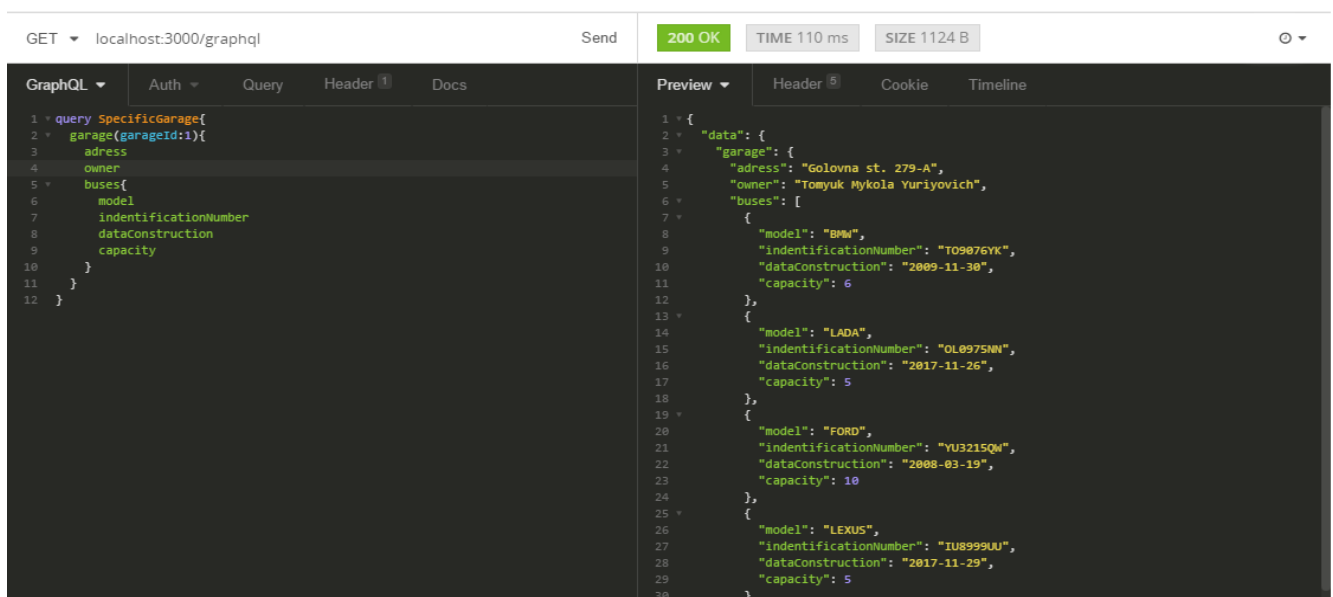 GET localhost:3000/graphql Send 200 OK TIME 110 ms SIZE 1124 B
GraphQL Auth Query Header 1 Docs
1 query SpecificGarage{
2 garage(garageId:1){
3 adress
4 owner
5 buses{
6 model
7 indentificationNumber
8 dataConstruction
9 capacity
10 }
11 }
12 }
Preview Header 5 Cookie Timeline
1 {
2 "data": {
3 "garage": {
4 "adress": "Golovna st. 279-A",
5 "owner": "Tomyuk Mykola Yuriyovich",
6 "buses": [
7 {
8 "model": "BMW",
9 "indentificationNumber": "TO9076YK",
10 "dataConstruction": "2009-11-30",
11 "capacity": 6
12 },
13 {
14 "model": "LADA",
15 "indentificationNumber": "OL0975NN",
16 "dataConstruction": "2017-11-26",
17 "capacity": 5
18 },
19 {
20 "model": "FORD",
21 "indentificationNumber": "YU3215QW",
22 "dataConstruction": "2008-03-19",
23 "capacity": 10
24 },
25 {
26 "model": "LEXUS",
27 "indentificationNumber": "IU8999UU",
28 "dataConstruction": "2017-11-29",
29 "capacity": 5
30 }